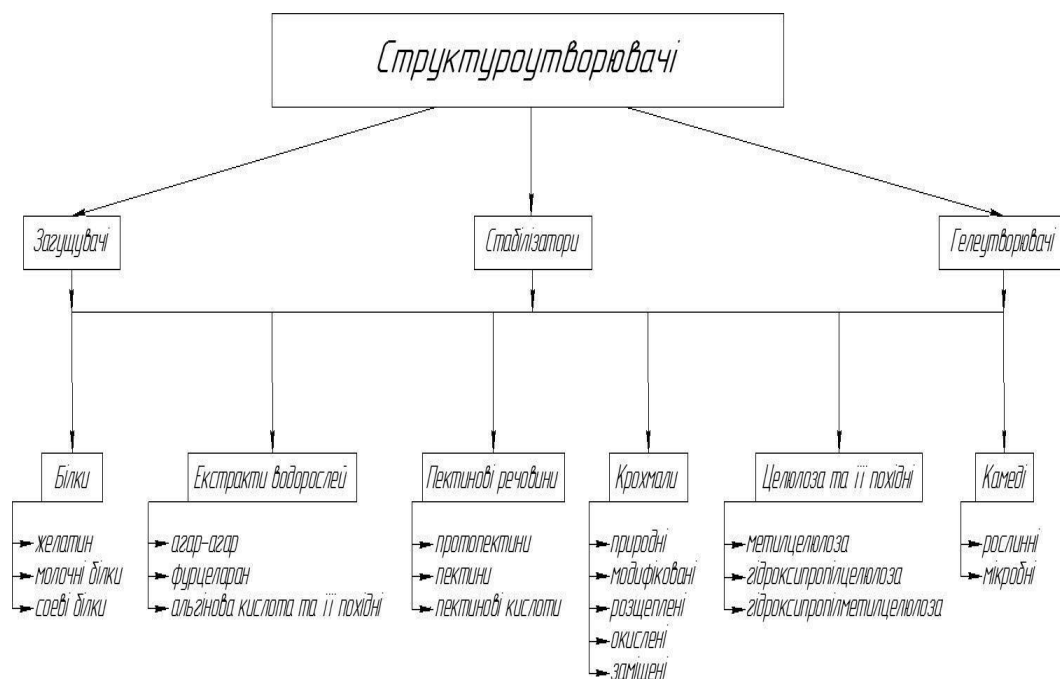 Структуроутворювачі
Загущувачі
Стабілізатори
Гелеутворювачі
Білки
Екстракти водорослей
Пектинові речовини
Крохмали
Целюлоза та її похідні
Камеді
желатин
молочні білки
соеві білки
агар-агар
фурцеларан
альгінова кислота та її похідні
протопектини
пектини
пектинові кислоти
природні
модифіковані
розщеплені
окислені
заміщені
метилцелюлоза
гідроксипропілцелюлоза
гідроксипропілметилцелюлоза
рослинні
мікробні